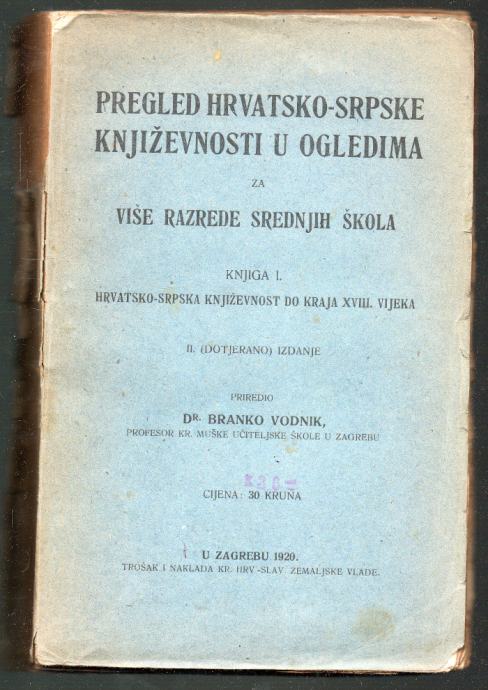 PREGLED HRVATSKO-SRPSKE
KNJIŽEVNOSTI U OGLEDIMA
ZA
VIŠE RAZREDE SREDNJIH ŠKOLA
KNJIGA I.
HRVATSKO-SRPSKA KNJIŽEVNOST DO KRAJA XVIII. VIJEKA
II. (DOTJERANO) IZDANJE
PRIREDIO
DR. BRANKO VODNIK,
PROFESOR KR. MUŠKE UČITELJSKE ŠKOLE U ZAGREBU
CIJENA: 30 KRUNA
U ZAGREBU 1920.
TROŠAK I NAKLADA KR. HRV-SLAV. ZEMALJSKE VLADE.